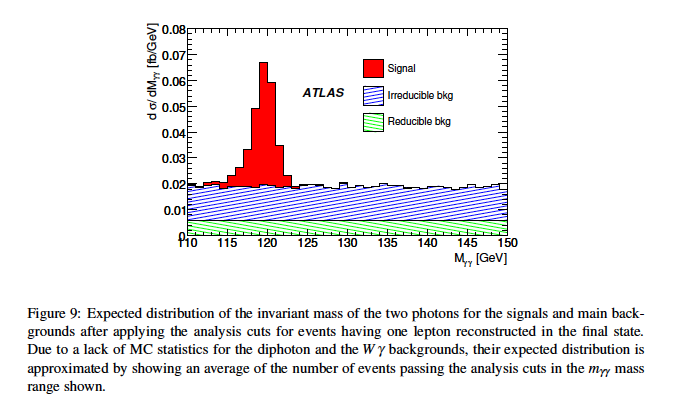 d σ/ dMγγ [fb/GeV]
0.08
0.07
0.06
0.05
0.04
0.03
0.02
0.01
0
Signal
ATLAS
Irreducible bkg
Reducible bkg
110 115 120 125 130 135 140 145 150
Mγγ [GeV]
Figure 9: Expected distribution of the invariant mass of the two photons for the signals and main back-
grounds after applying the analysis cuts for events having one lepton reconstructed in the final state.
Due to a lack of MC statistics for the diphoton and the W γ backgrounds, their expected distribution is
approximated by showing an average of the number of events passing the analysis cuts in the mγγ mass
range shown.